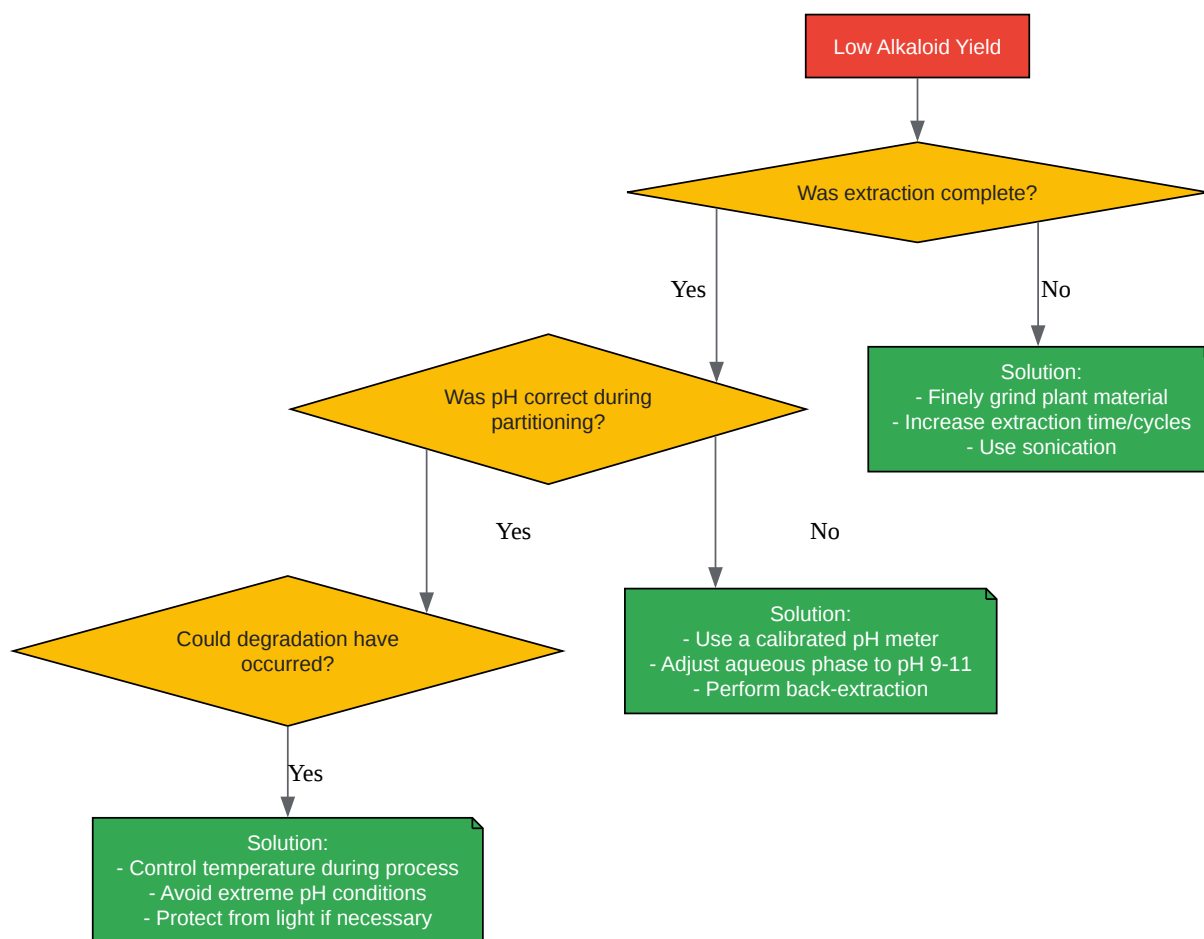 Low Alkaloid Yield
Was extraction complete?
Yes
No
Solution:
- Finely grind plant material
- Increase extraction time/cycles
- Use sonication
Was pH correct during
partitioning?
Yes
No
Solution:
- Use a calibrated pH meter
- Adjust aqueous phase to pH 9-11
- Perform back-extraction
Could degradation have
occurred?
Yes
Solution:
- Control temperature during process
- Avoid extreme pH conditions
- Protect from light if necessary